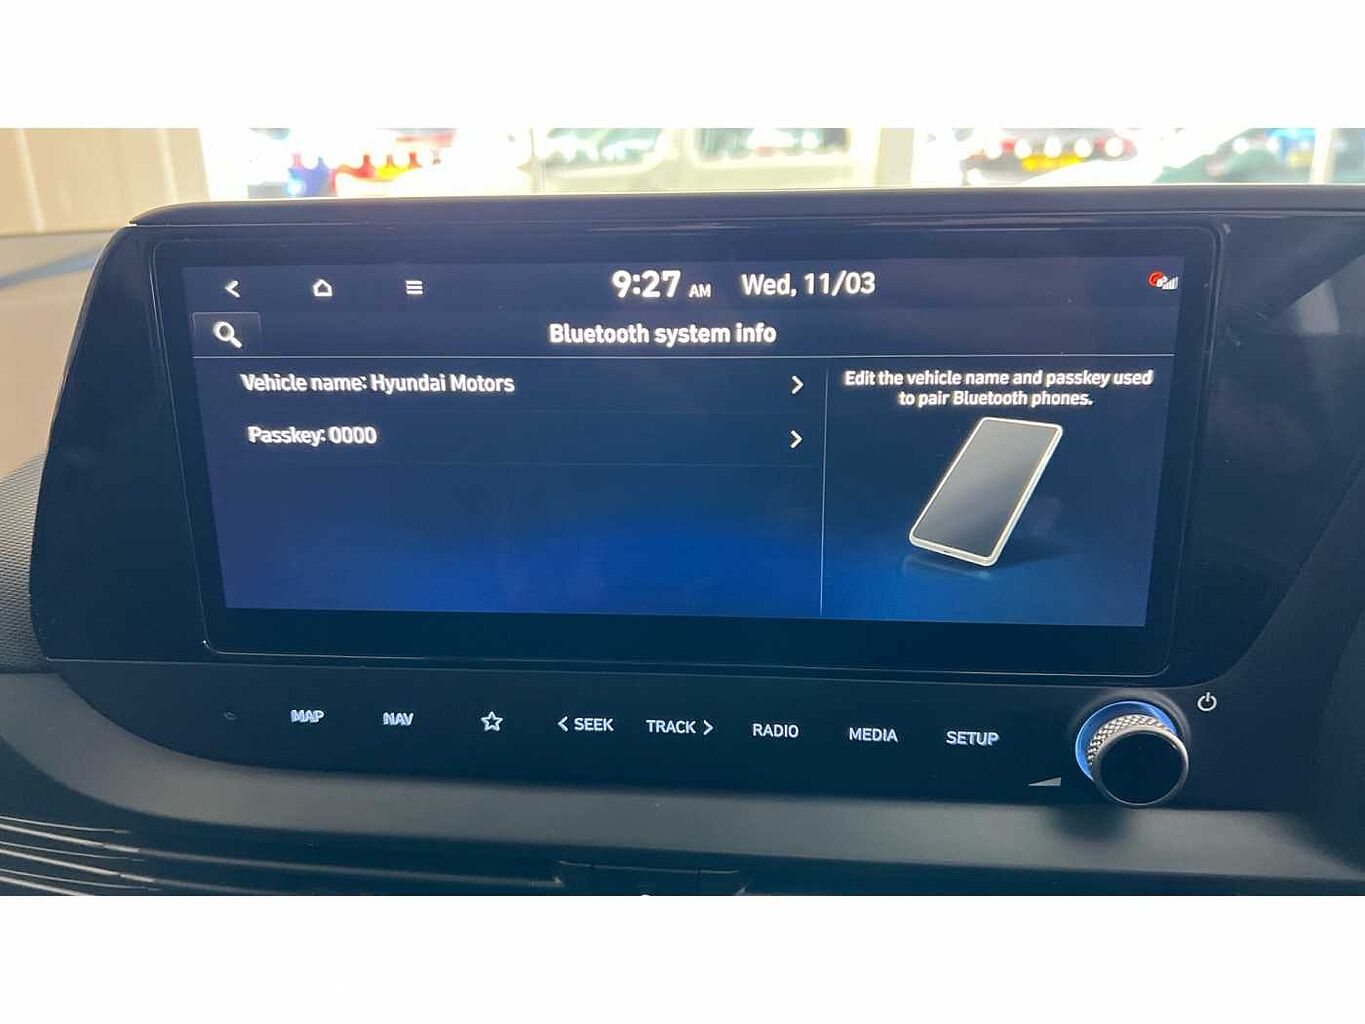 9:27 AM Wed, 11/03
Bluetooth system info
Vehicle name: Hyundai Motors
Passkey: 0000
Edit the vehicle name and passkey used
to pair Bluetooth phones.
MAP NAV SEEK TRACK RADIO MEDIA SETUP